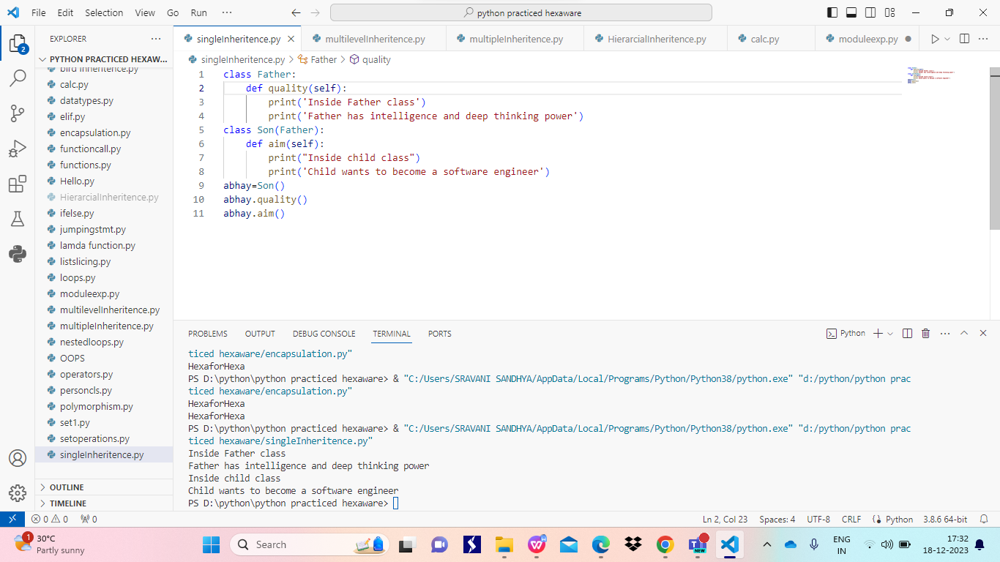 File Edit Selection View Go Run ··· python practiced hexaware
EXPLORER ···
PYTHON PRACTICED HEXAW...
bird inheritence.py
calc.py
datatypes.py
elif.py
encapsulation.py
functioncall.py
functions.py
Hello.py
HierarcialInheritence.py
ifelse.py
jumpingstmt.py
lamda function.py
listslicing.py
loops.py
moduleexp.py
multilevelInheritence.py
multipleInheritence.py
nestedloops.py
OOPS
operators.py
personcls.py
polymorphism.py
set1.py
setoperations.py
singleInheritence.py
OUTLINE
TIMELINE
2
singleInheritence.py multilevelInheritence.py multipleInheritence.py HierarcialInheritence.py calc.py moduleexp.py
singleInheritence.py > Father > quality
1 class Father:
2 def quality(self):
3 print('Inside Father class')
4 print('Father has intelligence and deep thinking power')
5 class Son(Father):
6 def aim(self):
7 print("Inside child class")
8 print('Child wants to become a software engineer')
9 abhay=Son()
10 abhay.quality()
11 abhay.aim()
PROBLEMS OUTPUT DEBUG CONSOLE TERMINAL PORTS Python
ticed hexaware/encapsulation.py"
HexaforHexa
PS D:\python\python practiced hexaware> & "C:/Users/SRAVANI SANDHYA/AppData/Local/Programs/Python/Python38/python.exe" "d:/python/python prac
ticed hexaware/encapsulation.py"
HexaforHexa
HexaforHexa
PS D:\python\python practiced hexaware> & "C:/Users/SRAVANI SANDHYA/AppData/Local/Programs/Python/Python38/python.exe" "d:/python/python prac
ticed hexaware/singleInheritence.py"
Inside Father class
Father has intelligence and deep thinking power
Inside child class
Child wants to become a software engineer
PS D:\python\python practiced hexaware>
0 0 0 Ln 2, Col 23 Spaces: 4 UTF-8 CRLF Python 3.8.6 64-bit
1 30°C
Partly sunny
Search
NEW
ENG
IN
17:32
18-12-2023